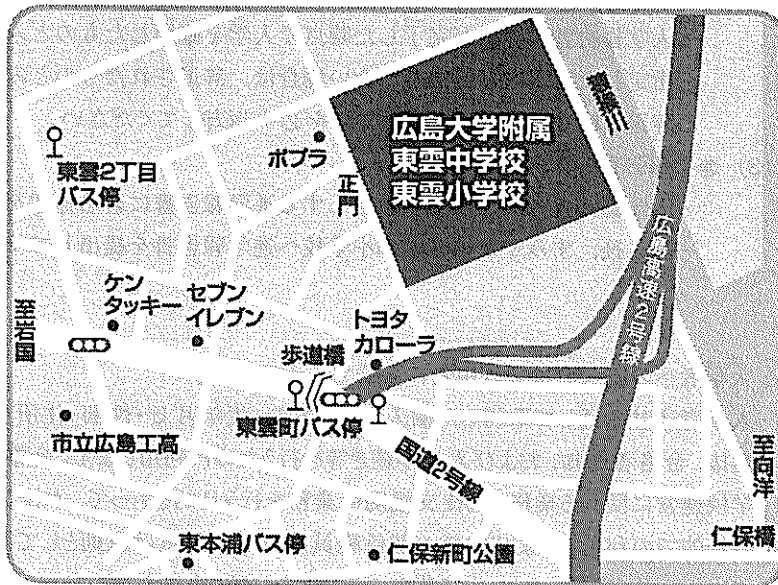 広島大学附属
東雲中学校
東雲小学校
猿猴川
ポプラ
正門
東雲2丁目
バス停
広島高速2号線
ケン
タッキー
セブン
イレブン
トヨタ
カローラ
至岩国
歩道橋
東雲町バス停
市立広島工高
国道2号線
至向洋
仁保橋
東本浦バス停
仁保新町公園